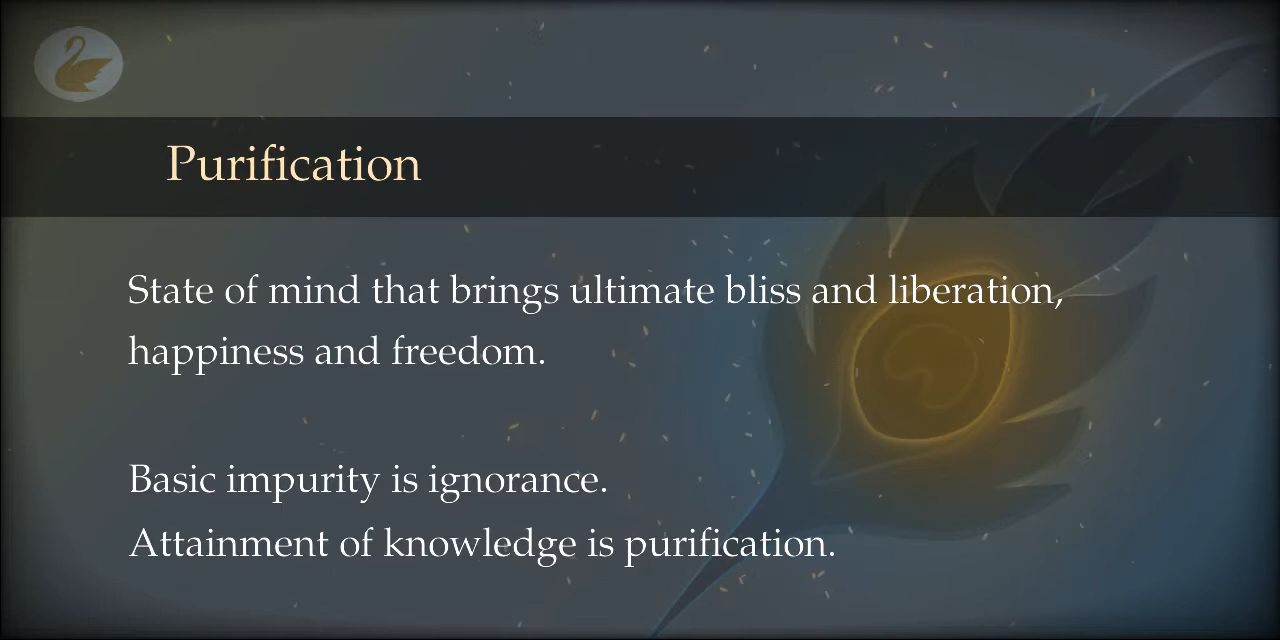 Purification
State of mind that brings ultimate bliss and liberation,
happiness and freedom.
Basic impurity is ignorance.
Attainment of knowledge is purification.